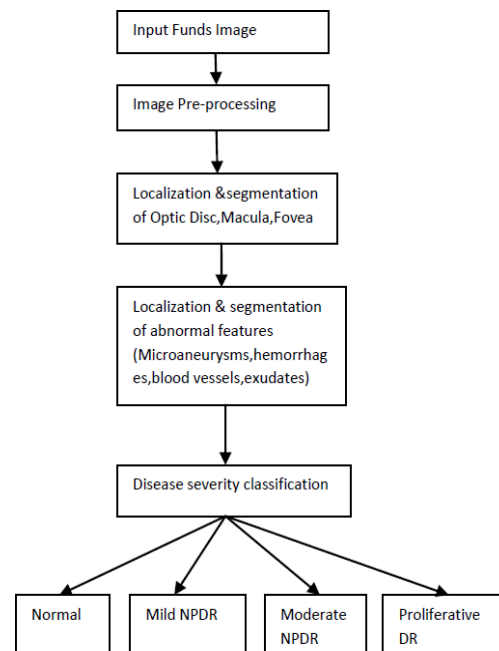 Input Funds Image
Image Pre-processing
Localization &segmentation
of Optic Disc,Macula,Fovea
Localization & segmentation
of abnormal features
(Microaneurysms,hemorrhag
es,blood vessels,exudates)
Disease severity classification
Normal
Mild NPDR
Moderate
NPDR
Proliferative
DR